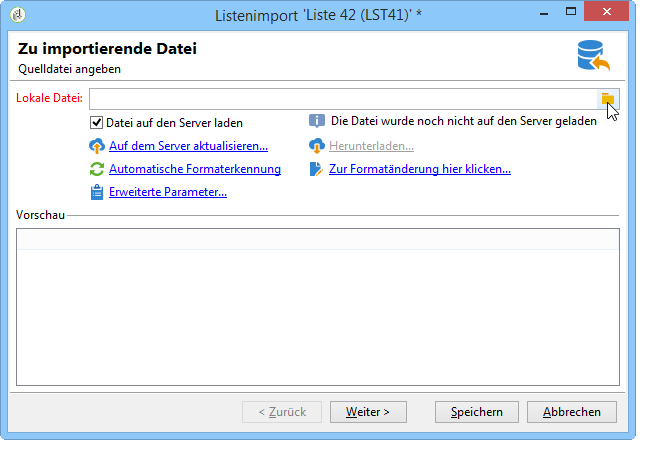 Listenimport 'Liste 42 (LST41)' *
Zu importierende Datei
Quelldatei angeben
Lokale Datei:
Datei auf den Server laden
Die Datei wurde noch nicht auf den Server geladen
Auf dem Server aktualisieren...
Herunterladen...
Automatische Formaterkennung
Zur Formatänderung hier klicken...
Erweiterte Parameter...
Vorschau
< Zurück
Weiter >
Speichern
Abbrechen